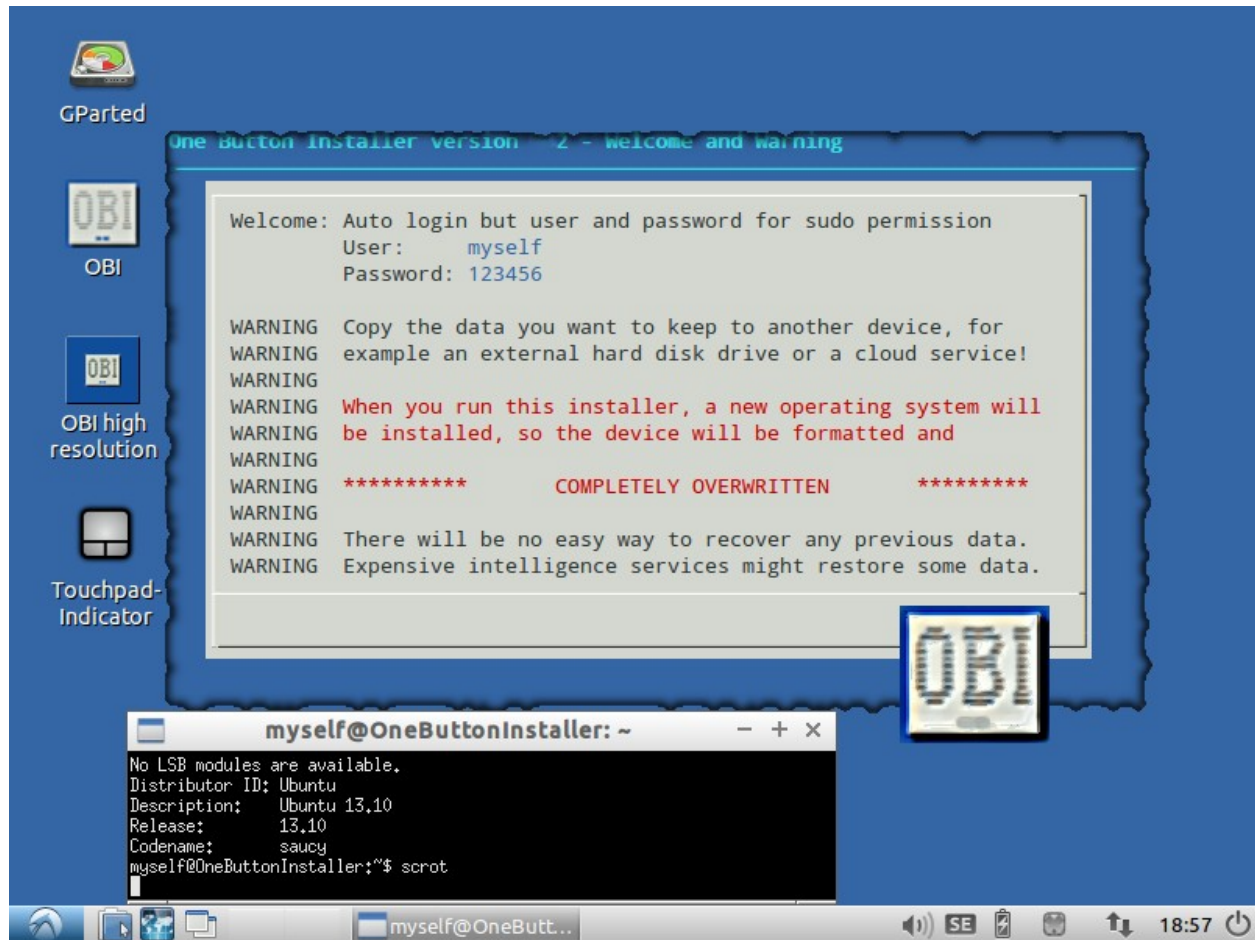 GParted
One Button Installer version 2 - Welcome and Warning
OBI
OBI
Welcome: Auto login but user and password for sudo permission
User: myself
Password: 123456
WARNING Copy the data you want to keep to another device, for
WARNING example an external hard disk drive or a cloud service!
WARNING
WARNING When you run this installer, a new operating system will
WARNING be installed, so the device will be formatted and
WARNING
WARNING ********** COMPLETELY OVERWRITTEN *********
WARNING
WARNING There will be no easy way to recover any previous data.
WARNING Expensive intelligence services might restore some data.
OBI
OBI high
resolution
Touchpad-
Indicator
OBI
myself@OneButtonInstaller: ~
No LSB modules are available.
Distributor ID: Ubuntu
Description: Ubuntu 13.10
Release: 13.10
Codename: saucy
myself@OneButtonInstaller:~$ scrot
myself@OneButt...
SE
18:57